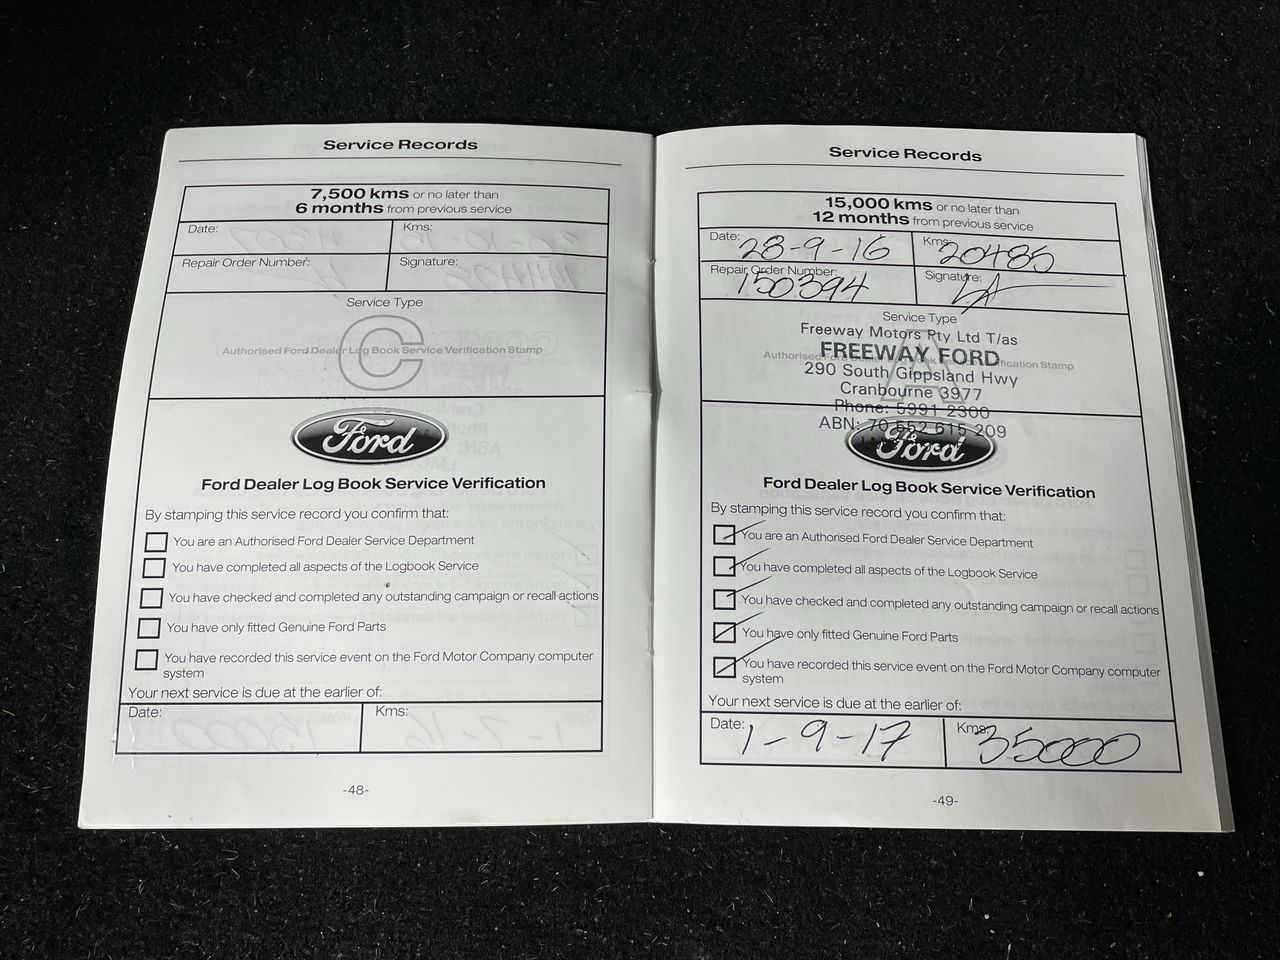 Service Records
7,500 kms or no later than
6 months from previous service
Date:
Kms:
Repair Order Number:
Signature:
Service Type
C
Authorised Ford Dealer Log Book Service Verification Stamp
Ford
Ford Dealer Log Book Service Verification
By stamping this service record you confirm that:
You are an Authorised Ford Dealer Service Department
You have completed all aspects of the Logbook Service
You have checked and completed any outstanding campaign or recall actions
You have only fitted Genuine Ford Parts
You have recorded this service event on the Ford Motor Company computer
system
Your next service is due at the earlier of:
Date:
Kms:
-48-
Service Records
15,000 kms or no later than
12 months from previous service
Date: 28-9-16
Kms: 20485
Repair Order Number: 150394
Signature:
Service Type
A
Freeway Motors Pty Ltd T/as
FREEWAY FORD
290 South Gippsland Hwy
Cranbourne 3977
Phone: 5991 2300
ABN: 70 552 615 209
Ford
Ford Dealer Log Book Service Verification
By stamping this service record you confirm that:
You are an Authorised Ford Dealer Service Department
You have completed all aspects of the Logbook Service
You have checked and completed any outstanding campaign or recall actions
You have only fitted Genuine Ford Parts
You have recorded this service event on the Ford Motor Company computer
system
Your next service is due at the earlier of:
Date: 1-9-17
Kms: 35000
-49-